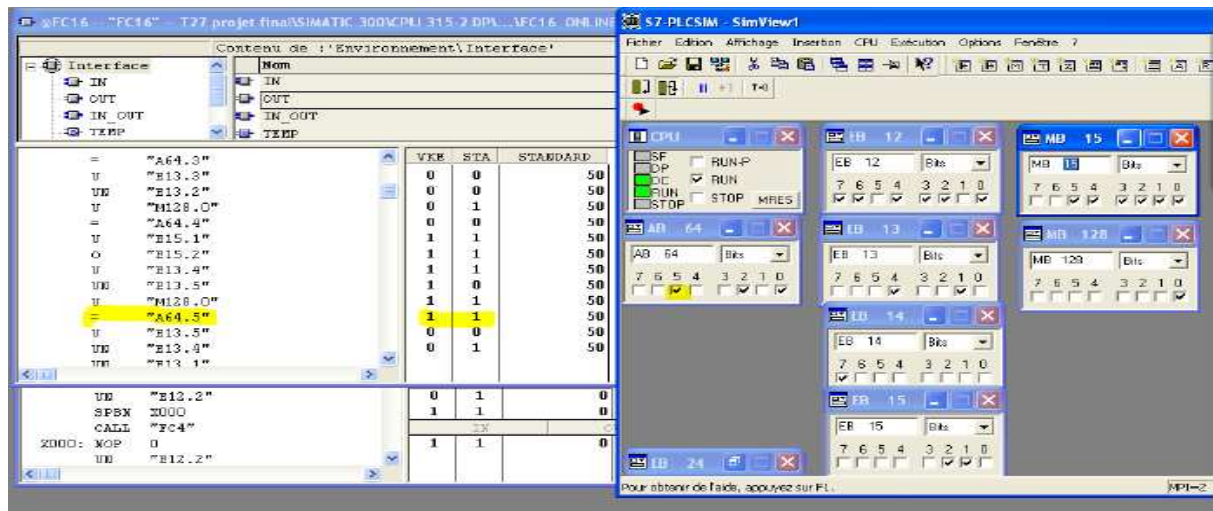 FC16 -- "FC16" -- T27 projet final\SIMATIC 300\CPU 315-2 DP\...\FC16 ONLINE
Contenu de :'Environnement\Interface'
Interface
IN
OUT
IN_OUT
TEMP
Nom
IN
OUT
IN_OUT
TEMP
VKE STA STANDARD
= "A64.3"
U "E13.3" 0 0 50
UN "E13.2" 0 0 50
U "M128.0" 0 1 50
= "A64.4" 0 0 50
U "E15.1" 1 1 50
O "E15.2" 1 1 50
U "E13.4" 1 1 50
UN "E13.5" 1 0 50
U "M128.0" 1 1 50
= "A64.5" 1 1 50
U "E13.5" 0 0 50
UN "E13.4" 0 1 50
UN "E13.1"
UN "E12.2" 0 1 0
SPBN X000 1 1 0
CALL "FC4"
IN
X000: NOP 0 1 1 0
UN "E12.2"
S7-PLCSIM - SimView1
Fichier Edition Affichage Insertion CPU Exécution Options Fenêtre ?
T=0
CPU
SF
DP
DC
RUN
STOP
RUN-P
RUN
STOP MRES
EB 12
EB 12 Bits
7 6 5 4 3 2 1 0
MB 15
MB 15 Bits
7 6 5 4 3 2 1 0
AB 64
AB 64 Bits
7 6 5 4 3 2 1 0
EB 13
EB 13 Bits
7 6 5 4 3 2 1 0
MB 128
MB 128 Bits
7 6 5 4 3 2 1 0
EB 14
EB 14 Bits
7 6 5 4 3 2 1 0
EB 15
EB 15 Bits
7 6 5 4 3 2 1 0
EB 24
Pour obtenir de l'aide, appuyez sur F1.
MPI=2